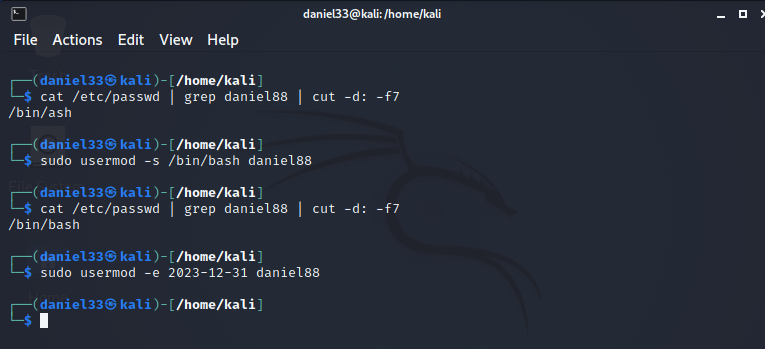 daniel33@kali: /home/kali
File Actions Edit View Help
┌──(daniel33㉿kali)-[/home/kali]
└─$ cat /etc/passwd | grep daniel88 | cut -d: -f7
/bin/ash
┌──(daniel33㉿kali)-[/home/kali]
└─$ sudo usermod -s /bin/bash daniel88
┌──(daniel33㉿kali)-[/home/kali]
└─$ cat /etc/passwd | grep daniel88 | cut -d: -f7
/bin/bash
┌──(daniel33㉿kali)-[/home/kali]
└─$ sudo usermod -e 2023-12-31 daniel88
┌──(daniel33㉿kali)-[/home/kali]
└─$